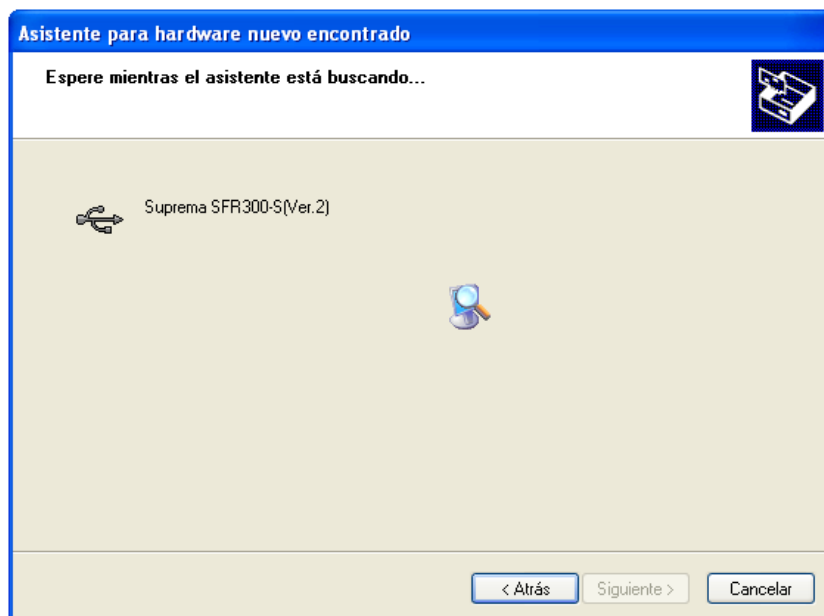 Asistente para hardware nuevo encontrado
Espere mientras el asistente está buscando...
Suprema SFR300-S(Ver.2)
< Atrás
Siguiente >
Cancelar